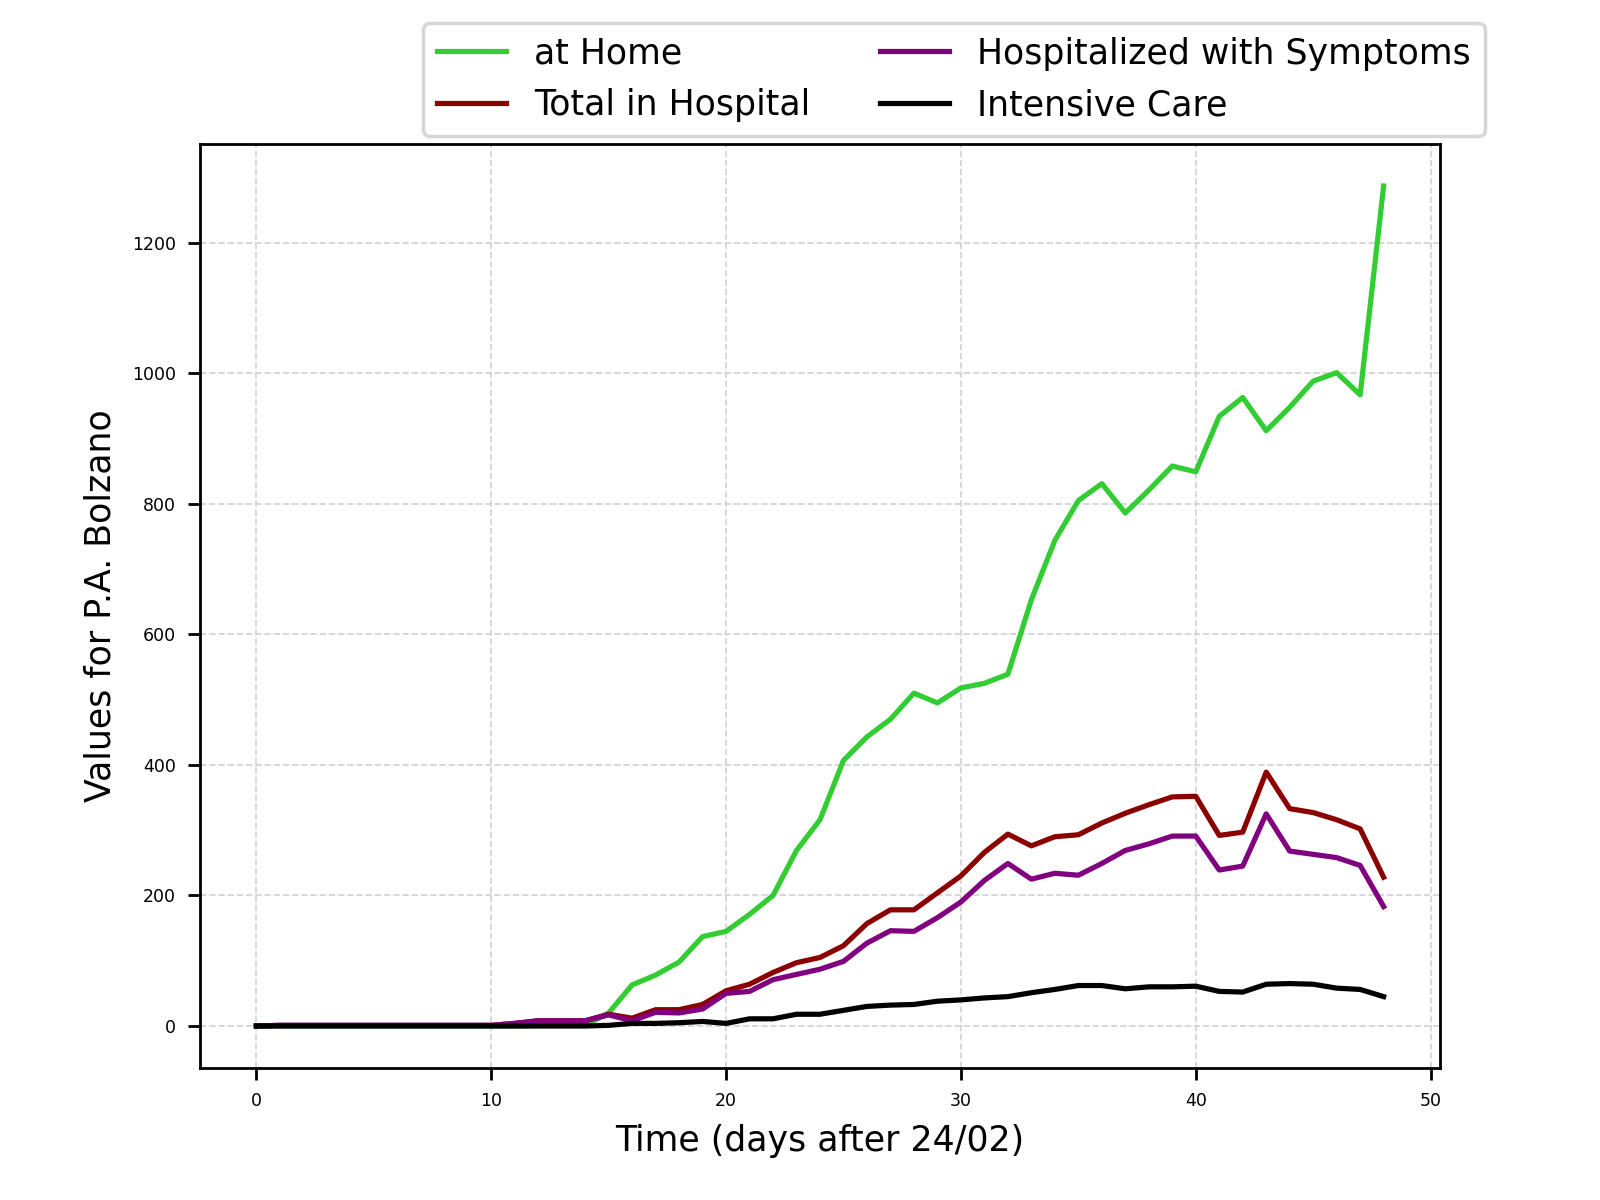 at Home
Total in Hospital
Hospitalized with Symptoms
Intensive Care
Values for P.A. Bolzano
1200
1000
800
600
400
200
0
0 10 20 30 40 50
Time (days after 24/02)